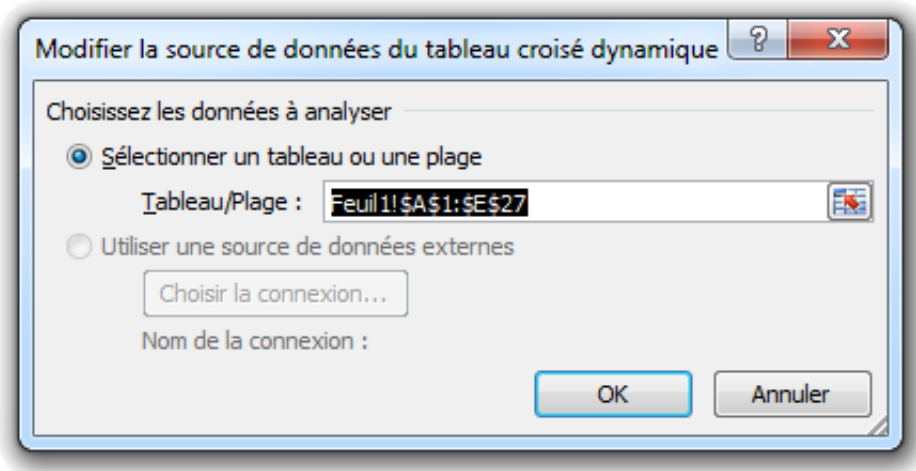 Modifier la source de données du tableau croisé dynamique
Choisissez les données à analyser
Sélectionner un tableau ou une plage
Tableau/Plage : Feuil1!$A$1:$E$27
Utiliser une source de données externes
Choisir la connexion...
Nom de la connexion :
OK Annuler